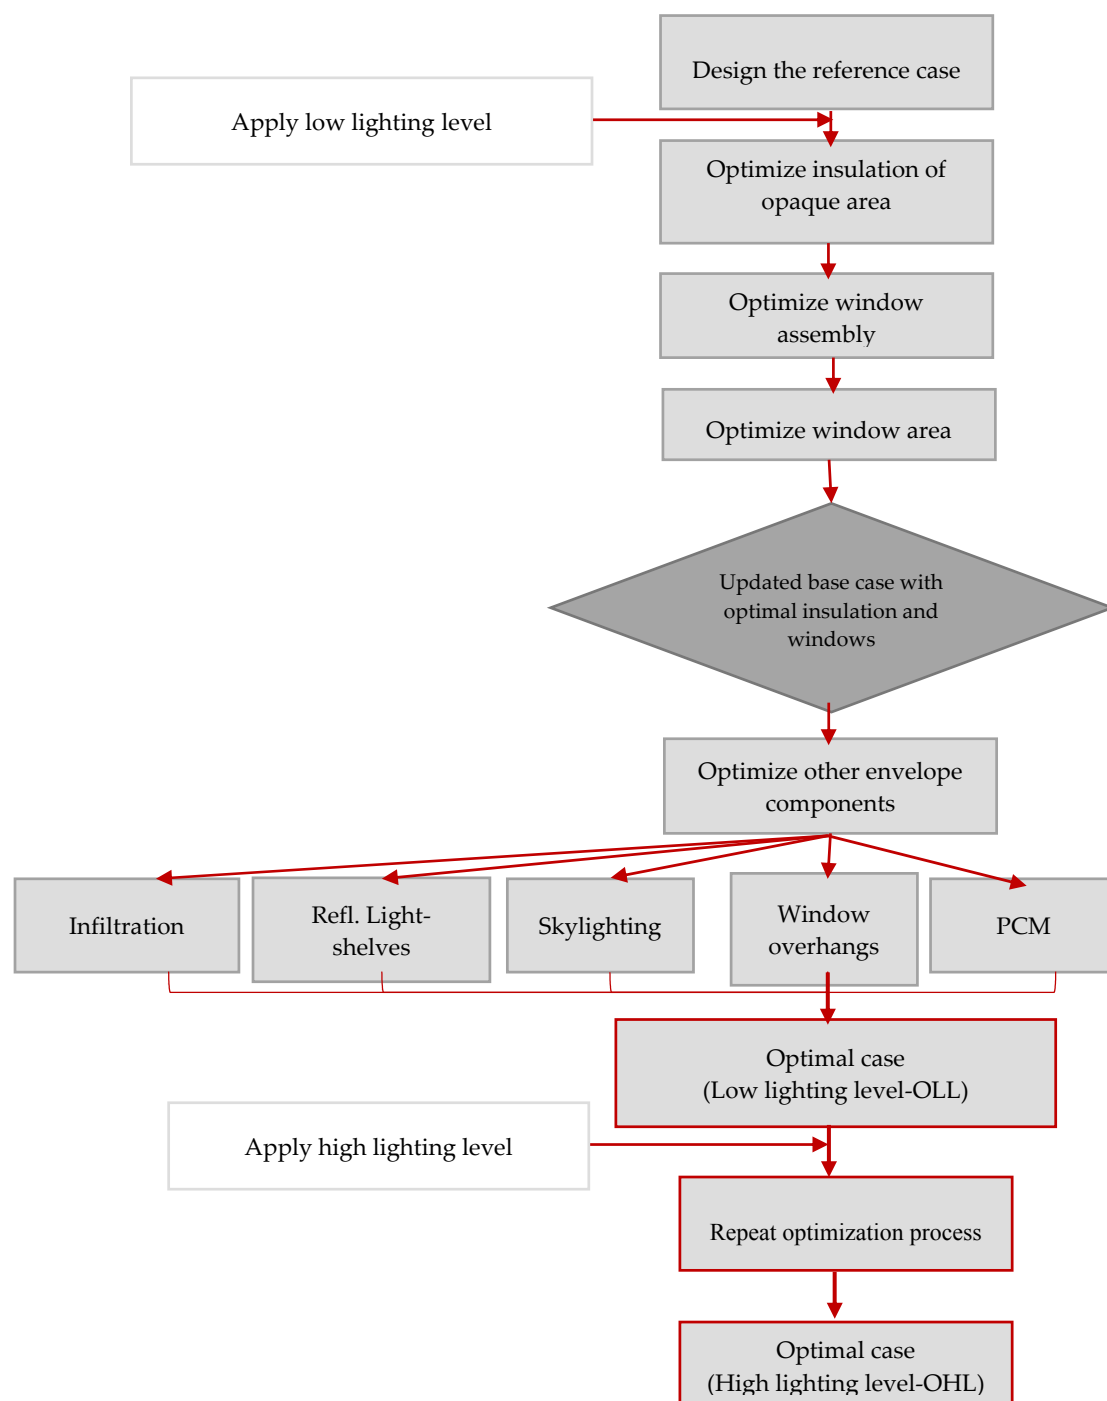 Design the reference case
Apply low lighting level
Optimize insulation of
opaque area
Optimize window
assembly
Optimize window area
Updated base case with
optimal insulation and
windows
Optimize other envelope
components
Infiltration
Refl. Light-
shelves
Skylighting
Window
overhangs
PCM
Optimal case
(Low lighting level-OLL)
Apply high lighting level
Repeat optimization process
Optimal case
(High lighting level-OHL)